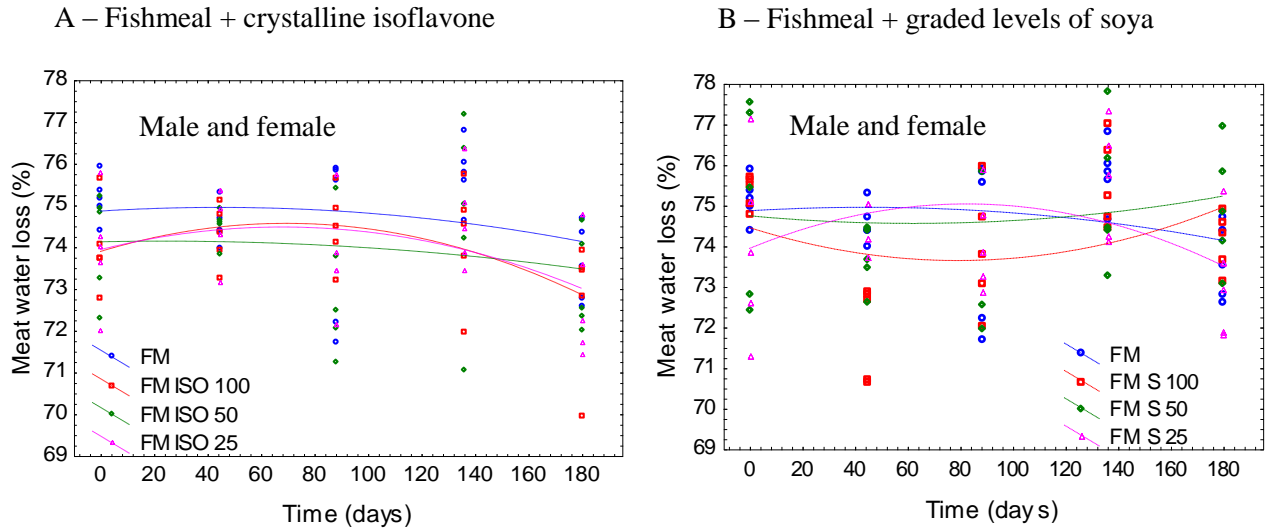 A – Fishmeal + crystalline isoflavone
B – Fishmeal + graded levels of soya
Meat water loss (%)
78
77
76
75
74
73
72
71
70
69
Male and female
FM
FM ISO 100
FM ISO 50
FM ISO 25
0 20 40 60 80 100 120 140 160 180
Time (days)
Meat water loss (%)
78
77
76
75
74
73
72
71
70
69
Male and female
FM
FM S 100
FM S 50
FM S 25
0 20 40 60 80 100 120 140 160 180
Time (days)